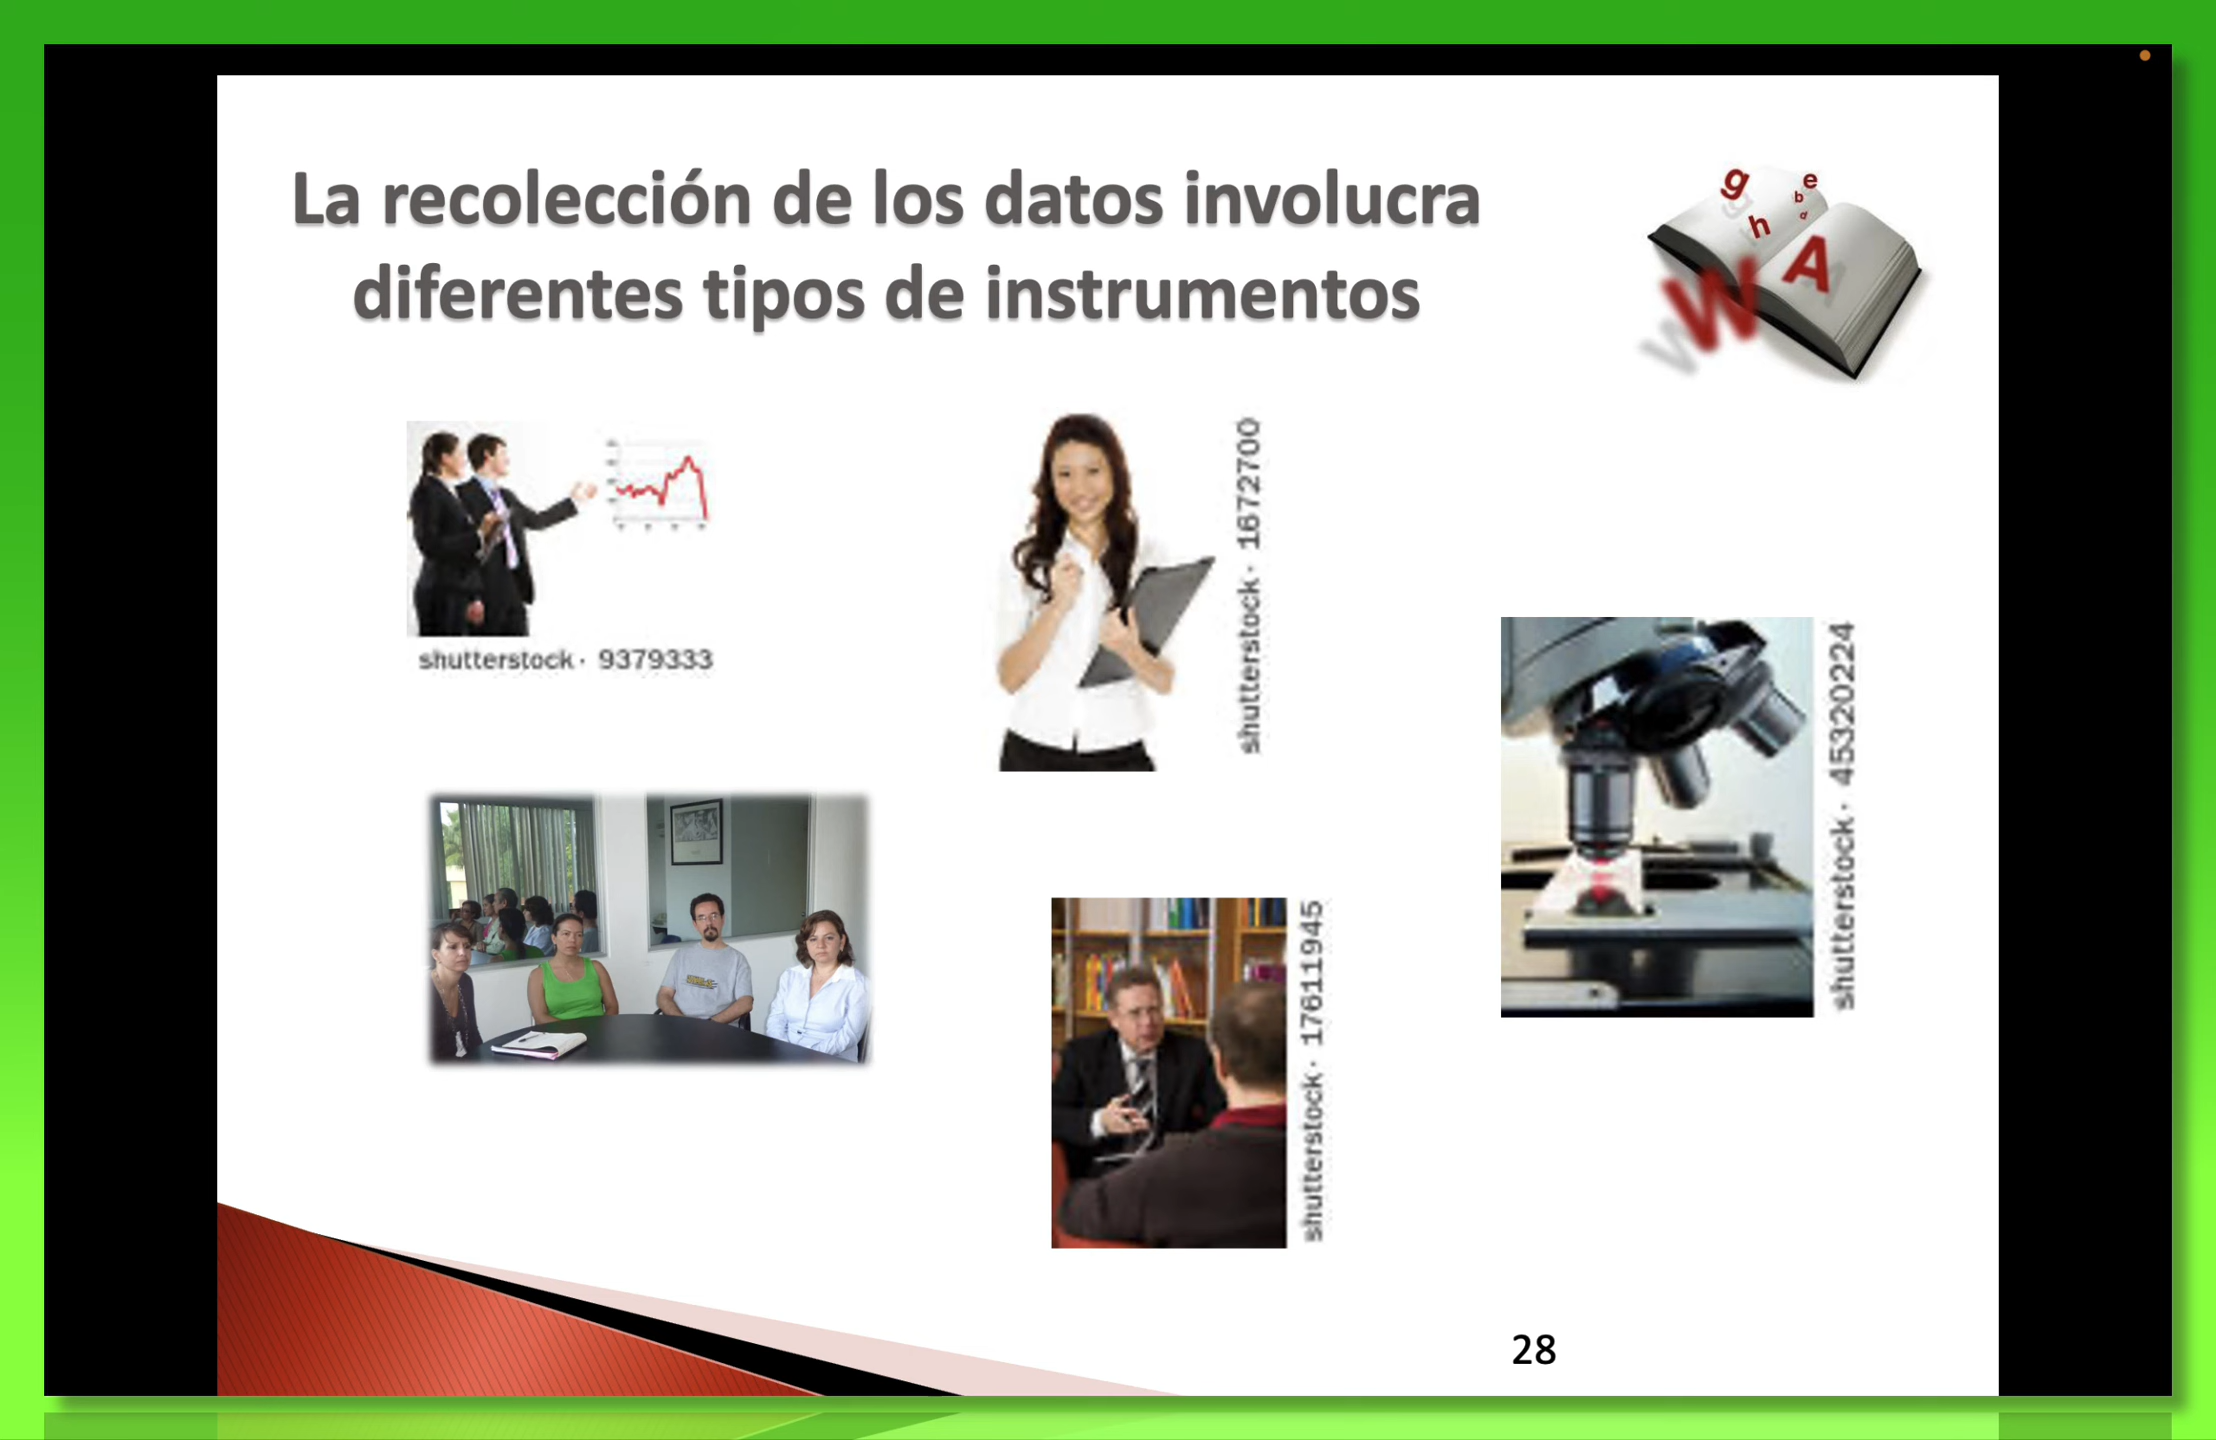 La recolección de los datos involucra
diferentes tipos de instrumentos
g
e
b
d
h
A
W
shutterstock · 9379333
shutterstock · 1672700
shutterstock · 45320224
shutterstock · 17611945
28